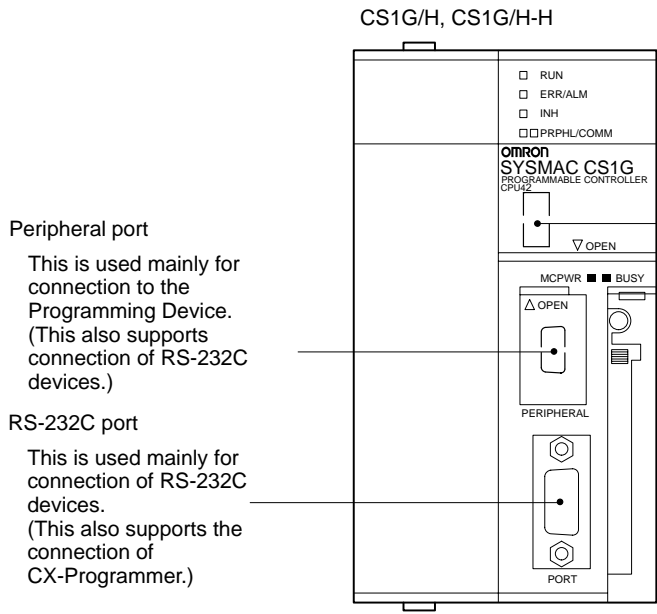 CS1G/H, CS1G/H-H
RUN
ERR/ALM
INH
PRPHL/COMM
OMRON
SYSMAC CS1G
PROGRAMMABLE CONTROLLER
CPU42
OPEN
MCPWR BUSY
OPEN
PERIPHERAL
PORT
Peripheral port
This is used mainly for
connection to the
Programming Device.
(This also supports
connection of RS-232C
devices.)
RS-232C port
This is used mainly for
connection of RS-232C
devices.
(This also supports the
connection of
CX-Programmer.)